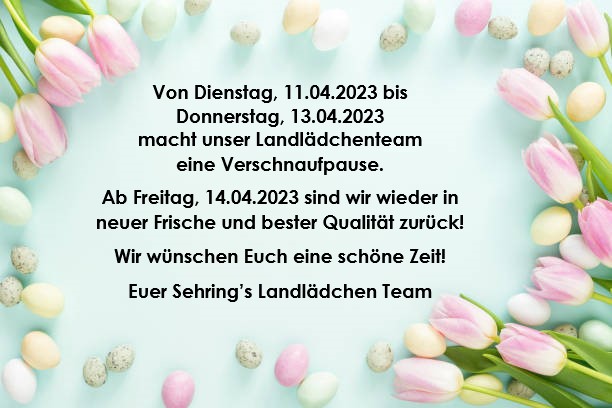 Von Dienstag, 11.04.2023 bis
Donnerstag, 13.04.2023
macht unser Landlädchenteam
eine Verschnaufpause.
Ab Freitag, 14.04.2023 sind wir wieder in
neuer Frische und bester Qualität zurück!
Wir wünschen Euch eine schöne Zeit!
Euer Sehring’s Landlädchen Team